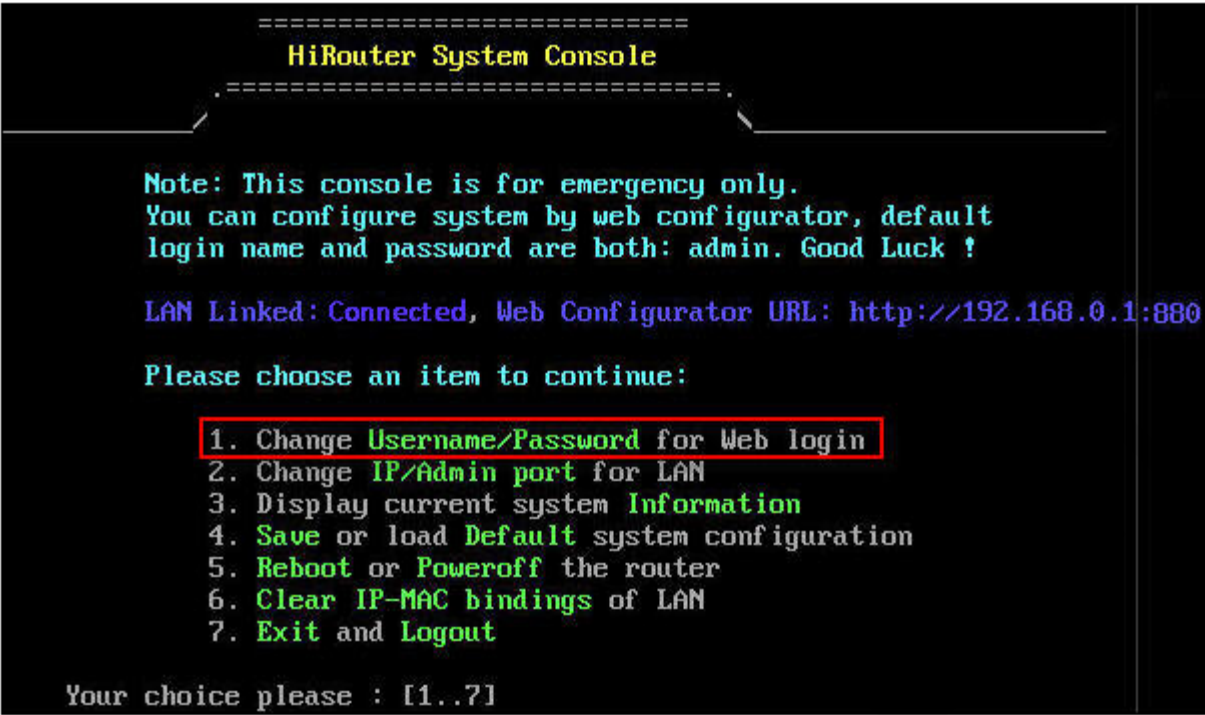 ===========================
HiRouter System Console
.===============================.
Note: This console is for emergency only.
You can configure system by web configurator, default
login name and password are both: admin. Good Luck !
LAN Linked: Connected, Web Configurator URL: http://192.168.0.1:880
Please choose an item to continue:
1. Change Username/Password for Web login
2. Change IP/Admin port for LAN
3. Display current system Information
4. Save or load Default system configuration
5. Reboot or Poweroff the router
6. Clear IP-MAC bindings of LAN
7. Exit and Logout
Your choice please : [1..7]